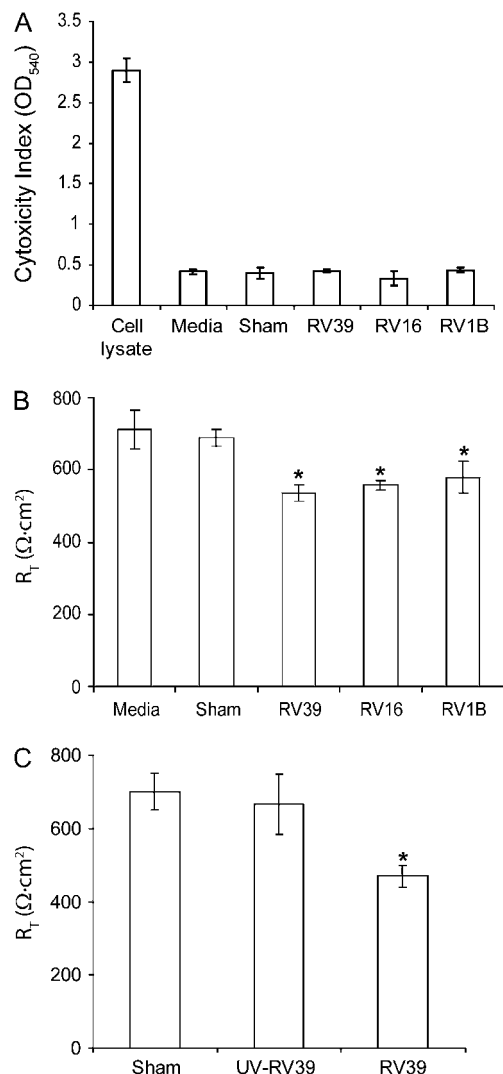 A
Cytoxicity Index (OD540)
3.5
3
2.5
2
1.5
1
0.5
0
Cell lysate
Media
Sham
RV39
RV16
RV1B
B
RT (Ω·cm²)
800
600
400
200
0
*
*
*
Media
Sham
RV39
RV16
RV1B
C
RT (Ω·cm²)
800
600
400
200
0
*
Sham
UV-RV39
RV39